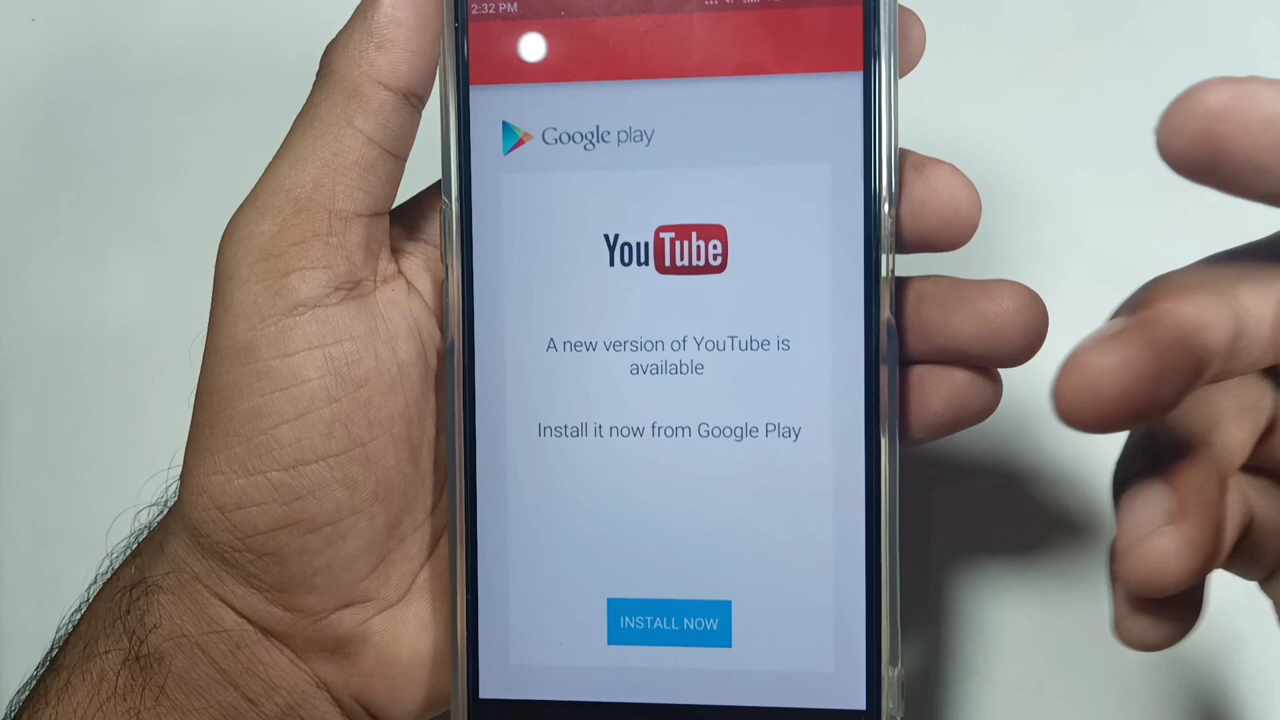 2:32 PM
Google play
YouTube
A new version of YouTube is
available
Install it now from Google Play
INSTALL NOW